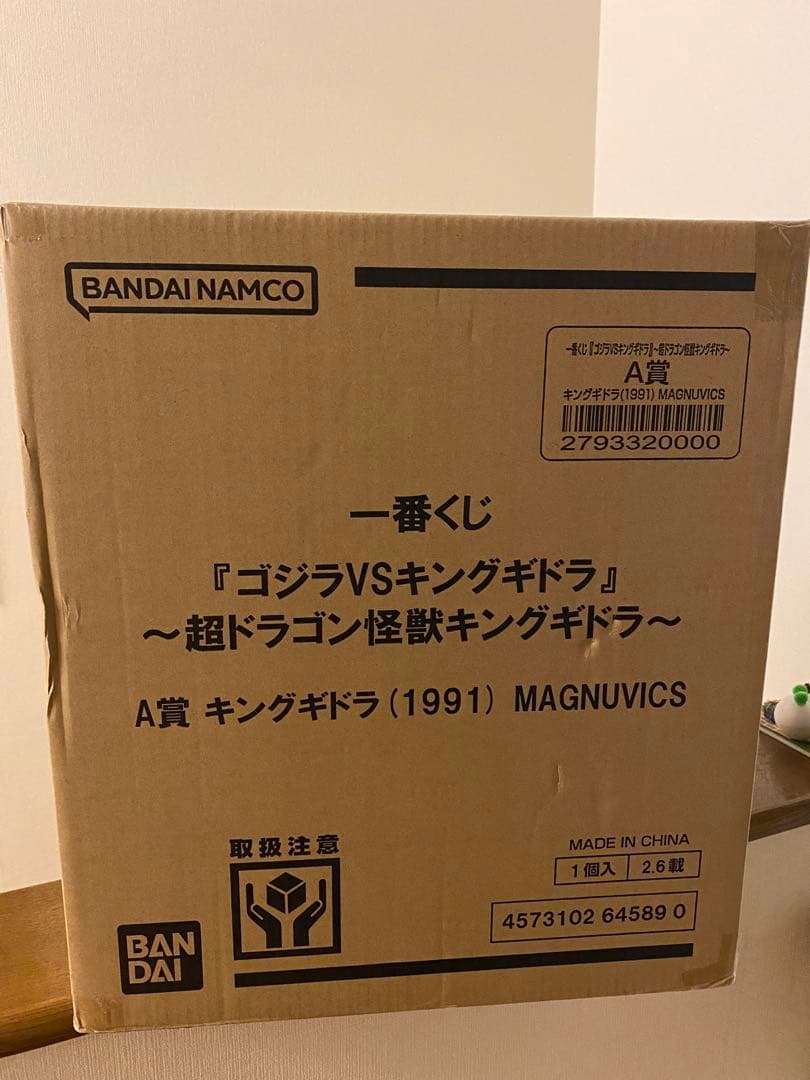 BANDAI NAMCO
一番くじ『ゴジラVSキングギドラ』~超ドラゴン怪獣キングギドラ~
A賞
キングギドラ(1991) MAGNUVICS
2793320000
一番くじ
『ゴジラVSキングギドラ』
～超ドラゴン怪獣キングギドラ～
A賞 キングギドラ(1991) MAGNUVICS
取扱注意
MADE IN CHINA
1個入 2.6載
4573102 64589 0
BAN
DAI